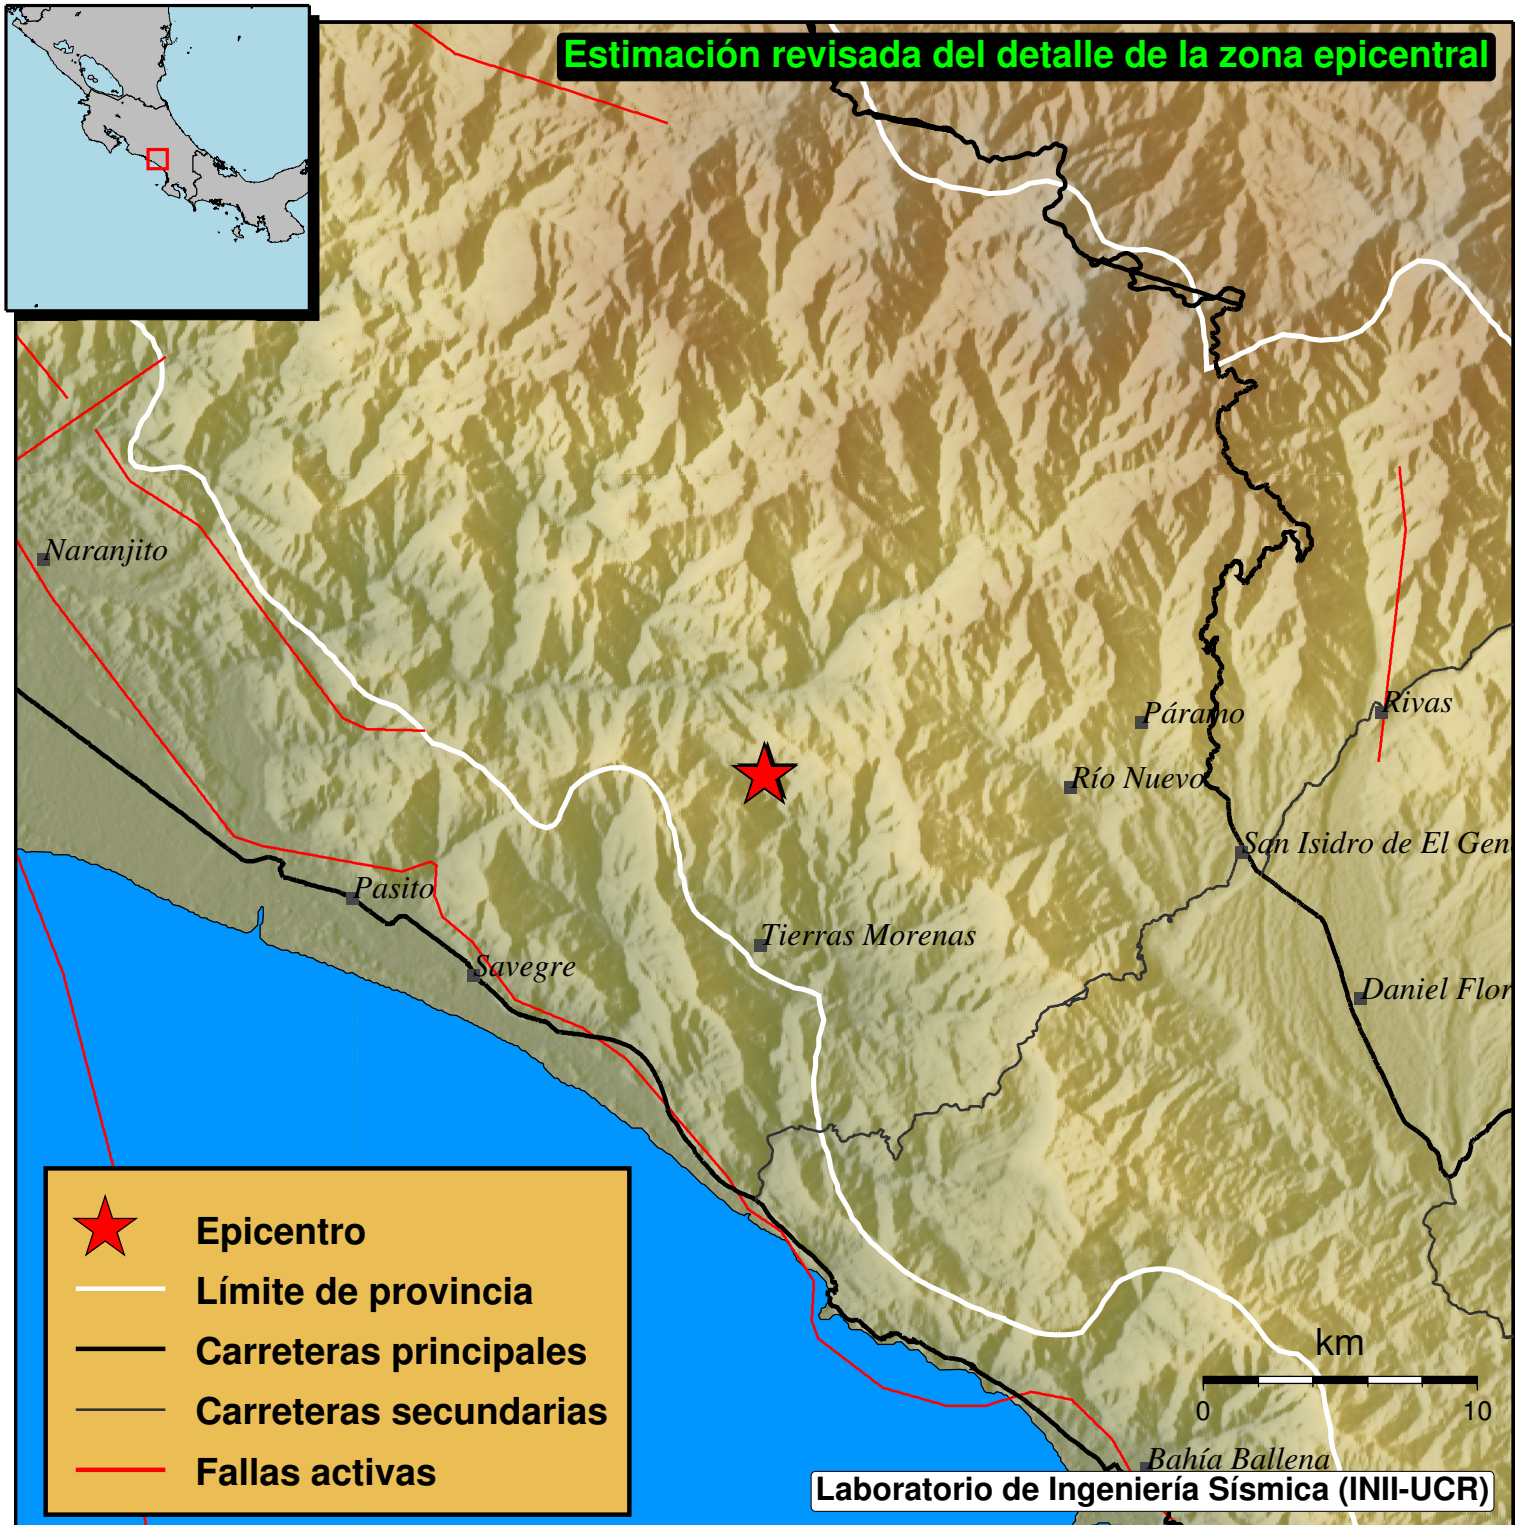 Estimación revisada del detalle de la zona epicentral
Naranjito
Páramo
Rivas
Río Nuevo
San Isidro de El Gen
Pasito
Tierras Morenas
Savegre
Daniel Flor
Epicentro
Límite de provincia
Carreteras principales
Carreteras secundarias
Fallas activas
km
0 10
Bahía Ballena
Laboratorio de Ingeniería Sísmica (INII-UCR)